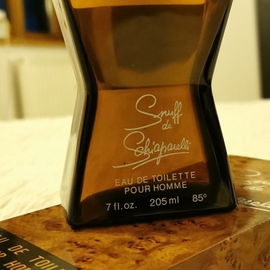 Snuff
de
Schiaparelli
EAU DE TOILETTE
POUR HOMME
7 fl.oz. 205 ml 85°